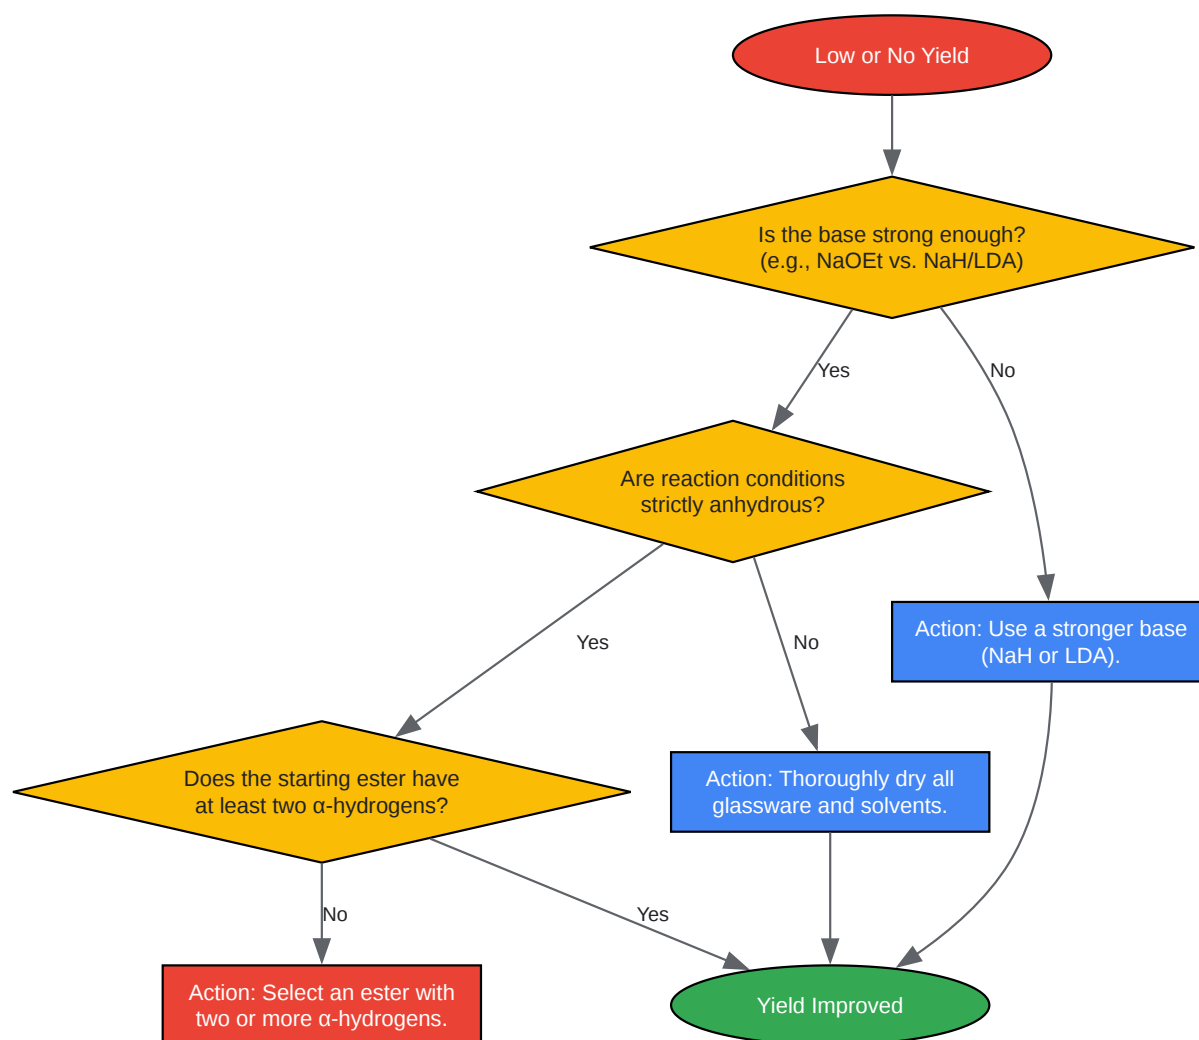 Low or No Yield
Is the base strong enough?
(e.g., NaOEt vs. NaH/LDA)
Yes
No
Are reaction conditions
strictly anhydrous?
Yes
No
Action: Use a stronger base
(NaH or LDA).
Does the starting ester have
at least two α-hydrogens?
Action: Thoroughly dry all
glassware and solvents.
No
Yes
Action: Select an ester with
two or more α-hydrogens.
Yield Improved